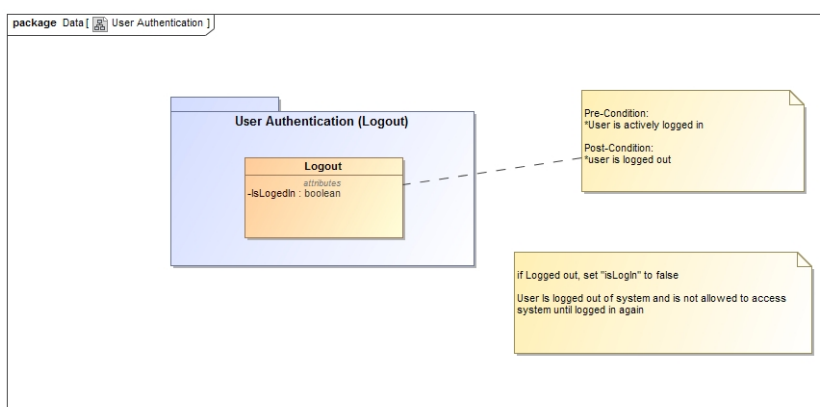 package Data [ User Authentication ]
User Authentication (Logout)
Logout
attributes
-IsLogedIn : boolean
Pre-Condition:
*User is actively logged in
Post-Condition:
*user is logged out
if Logged out, set "isLogIn" to false
User Is logged out of system and is not allowed to access
system until logged in again